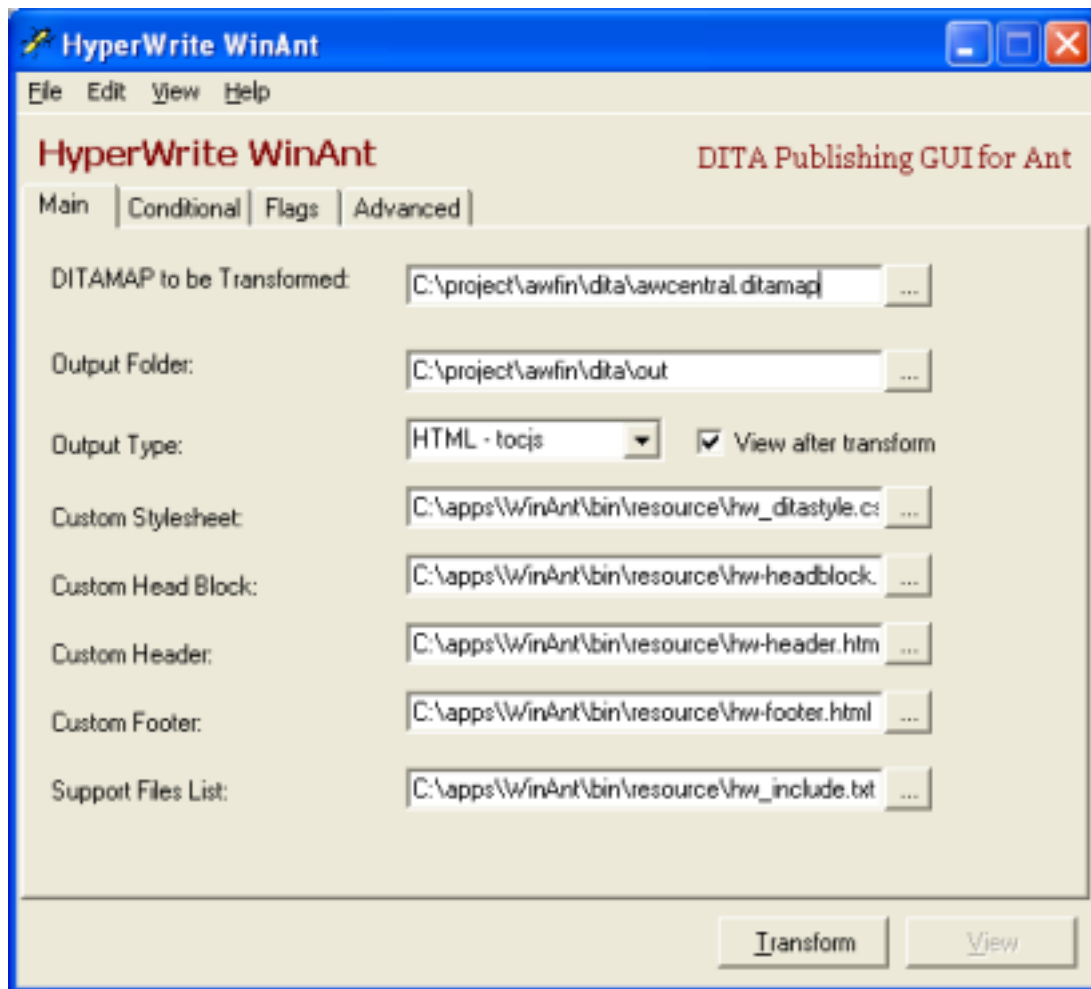 HyperWrite WinAnt
File Edit View Help
HyperWrite WinAnt DITA Publishing GUI for Ant
Main Conditional Flags Advanced
DITAMAP to be Transformed: C:\project\awfin\dita\awcentral.ditamap ...
Output Folder: C:\project\awfin\dita\out ...
Output Type: HTML - tocjs View after transform
Custom Stylesheet: C:\apps\WinAnt\bin\resource\hw_ditastyle.cs ...
Custom Head Block: C:\apps\WinAnt\bin\resource\hw-headblock. ...
Custom Header: C:\apps\WinAnt\bin\resource\hw-header.htm ...
Custom Footer: C:\apps\WinAnt\bin\resource\hw-footer.html ...
Support Files List: C:\apps\WinAnt\bin\resource\hw_include.txt ...
Transform View